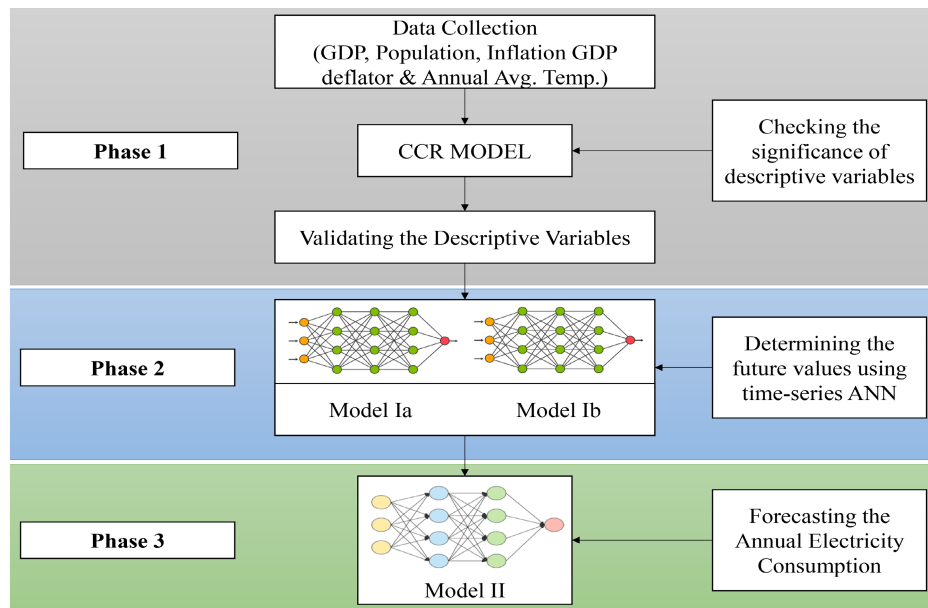 Data Collection
(GDP, Population, Inflation GDP
deflator & Annual Avg. Temp.)
Phase 1
CCR MODEL
Checking the
significance of
descriptive variables
Validating the Descriptive Variables
Phase 2
Model Ia
Model Ib
Determining the
future values using
time-series ANN
Phase 3
Model II
Forecasting the
Annual Electricity
Consumption